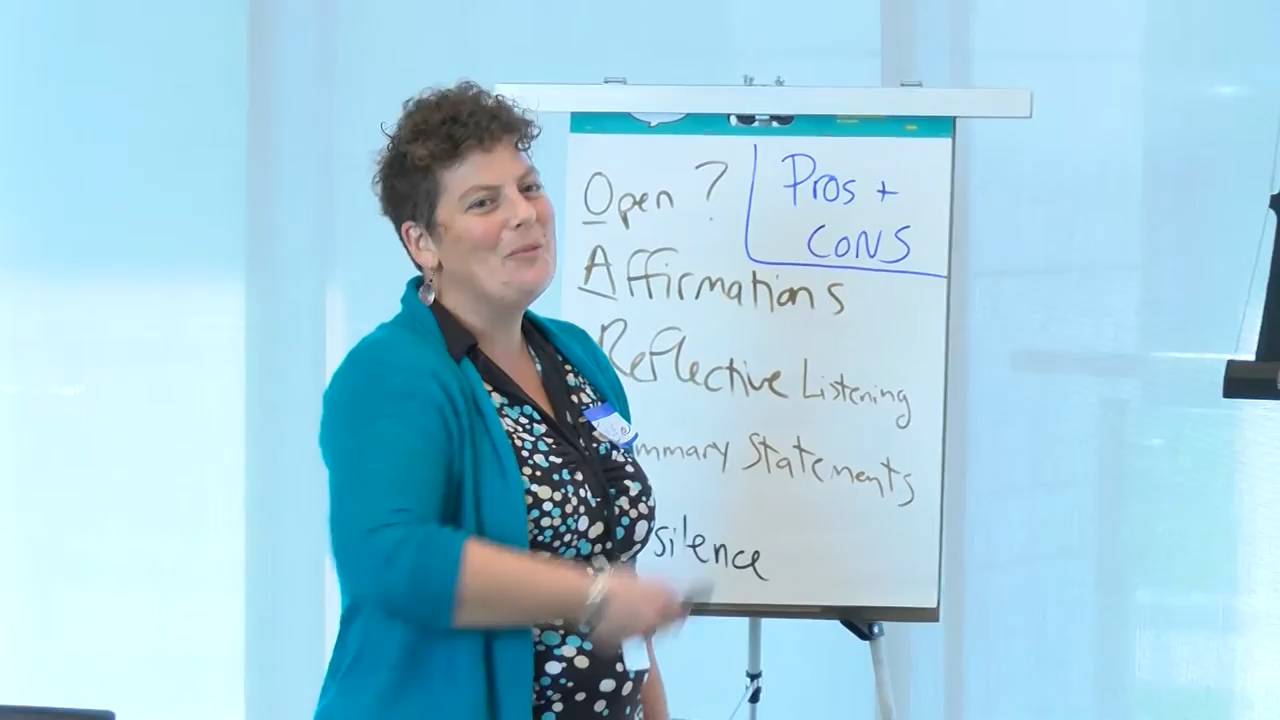 Open ?
Pros +
CONS
Affirmations
Reflective Listening
mmary Statements
silence